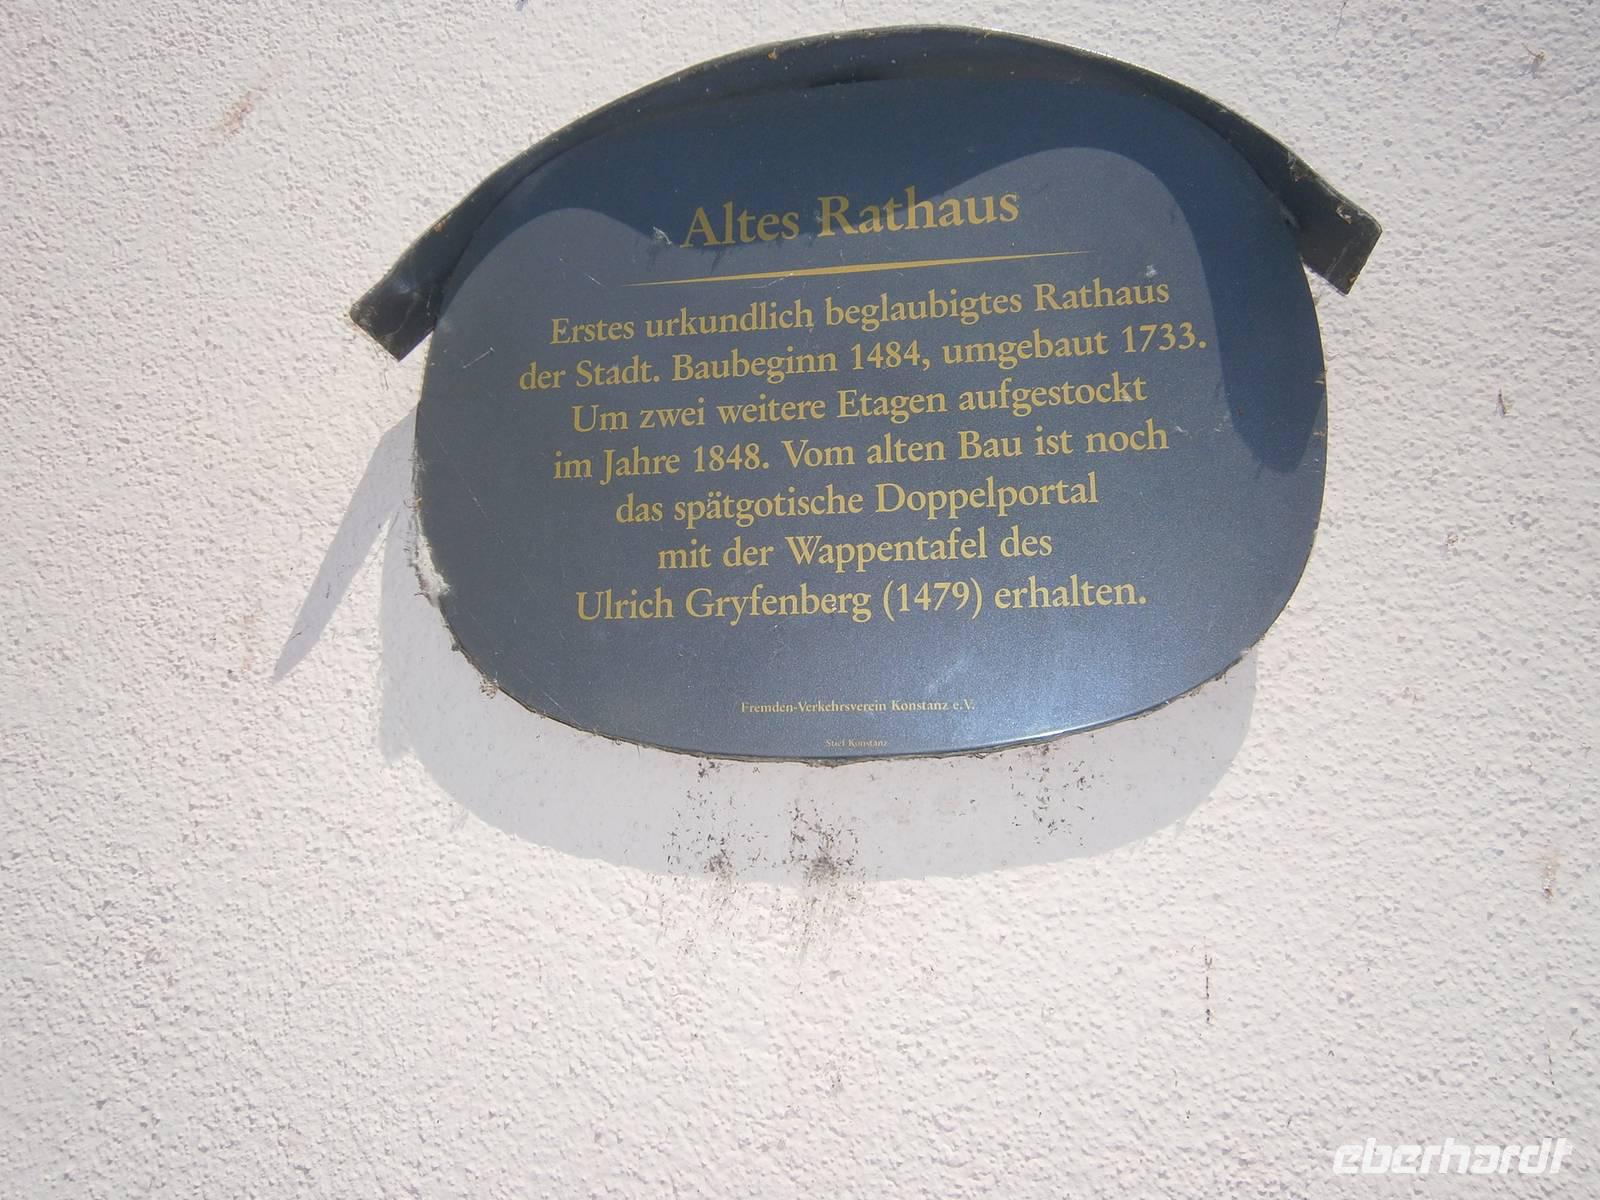 Altes Rathaus
Erstes urkundlich beglaubigtes Rathaus
der Stadt. Baubeginn 1484, umgebaut 1733.
Um zwei weitere Etagen aufgestockt
im Jahre 1848. Vom alten Bau ist noch
das spätgotische Doppelportal
mit der Wappentafel des
Ulrich Gryfenberg (1479) erhalten.
Fremden-Verkehrsverein Konstanz e.V.
Stief Konstanz
eberhardt